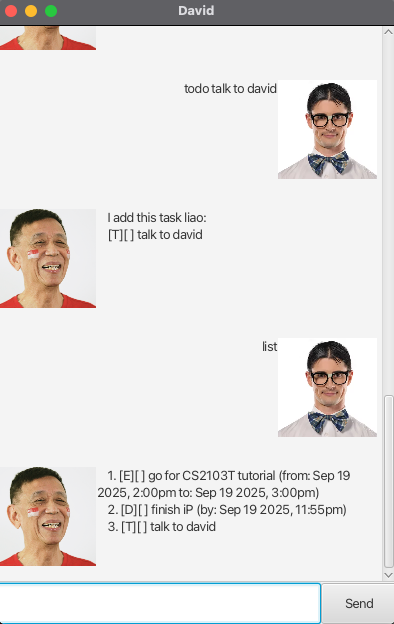 David
todo talk to david
I add this task liao:
[T][ ] talk to david
list
1. [E][ ] go for CS2103T tutorial (from: Sep 19
2025, 2:00pm to: Sep 19 2025, 3:00pm)
2. [D][ ] finish iP (by: Sep 19 2025, 11:55pm)
3. [T][ ] talk to david
Send